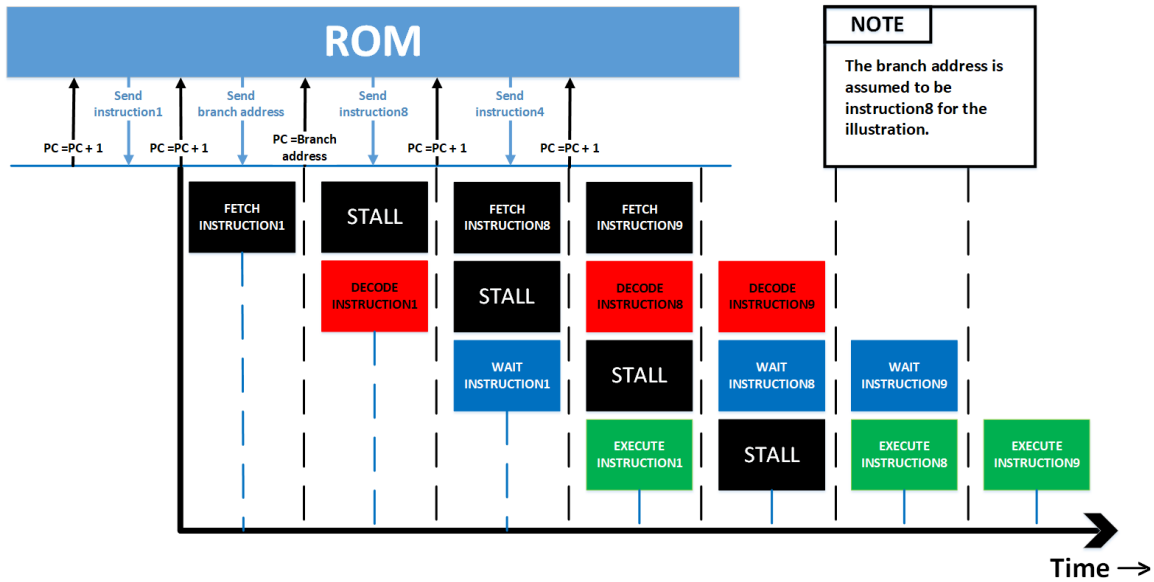 ROM
NOTE
The branch address is
assumed to be
instruction8 for the
illustration.
Send
instruction1
Send
branch address
Send
instruction8
Send
instruction4
PC =PC + 1
PC =PC + 1
PC =Branch
address
PC =PC + 1
PC =PC + 1
FETCH
INSTRUCTION1
STALL
FETCH
INSTRUCTION8
FETCH
INSTRUCTION9
DECODE
INSTRUCTION1
STALL
DECODE
INSTRUCTION8
DECODE
INSTRUCTION9
WAIT
INSTRUCTION1
STALL
WAIT
INSTRUCTION8
WAIT
INSTRUCTION9
EXECUTE
INSTRUCTION1
STALL
EXECUTE
INSTRUCTION8
EXECUTE
INSTRUCTION9
Time →